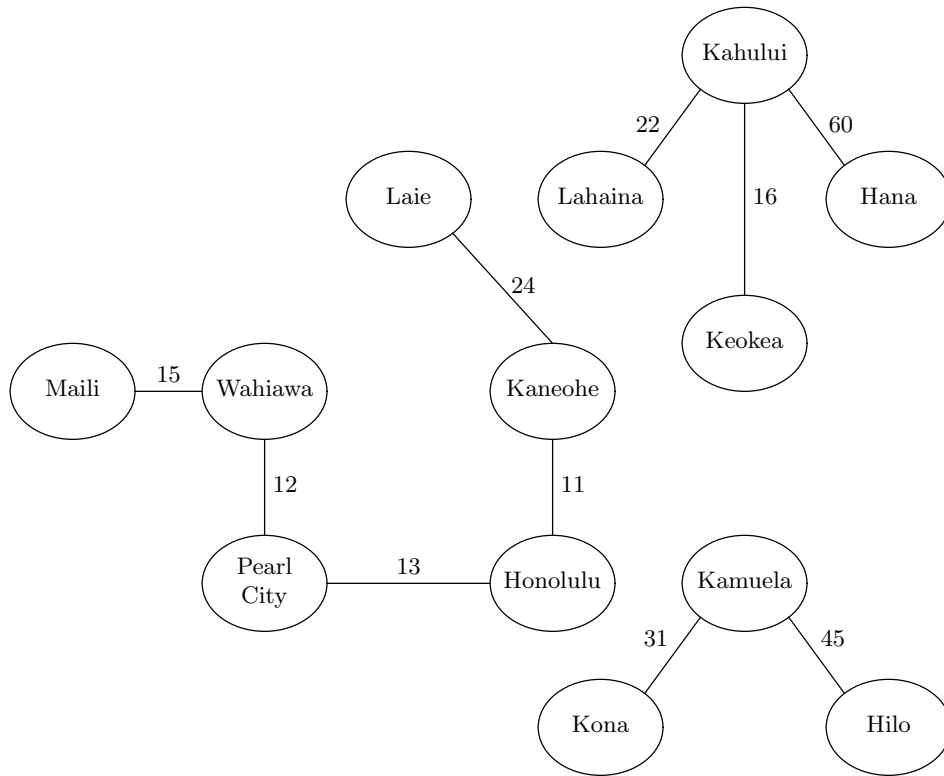 Kahului
22
60
Laie
Lahaina
16
Hana
24
Keokea
Maili
15
Wahiawa
Kaneohe
12
11
Pearl
City
13
Honolulu
Kamuela
31
45
Kona
Hilo